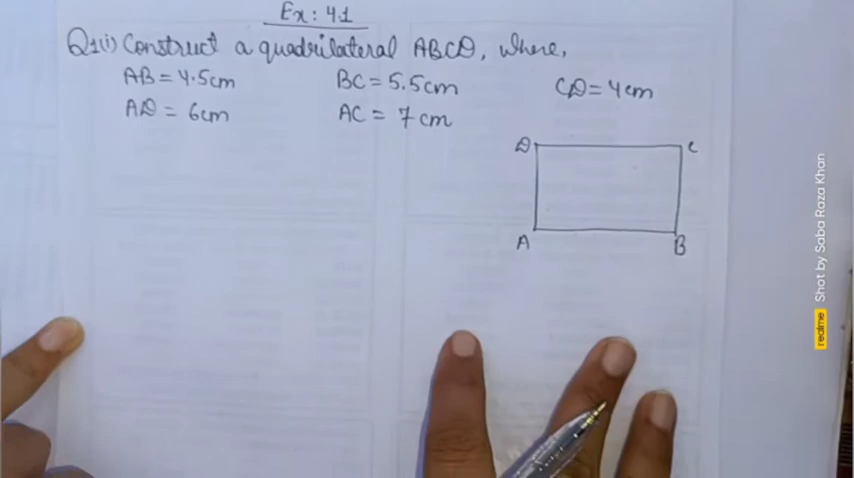 Ex: 4.1
Q1(i) Construct a quadrilateral ABCD, where,
AB = 4.5cm BC = 5.5cm CD = 4cm
AD = 6cm AC = 7cm
D C
A B
realme Shot by Saba Raza Khan